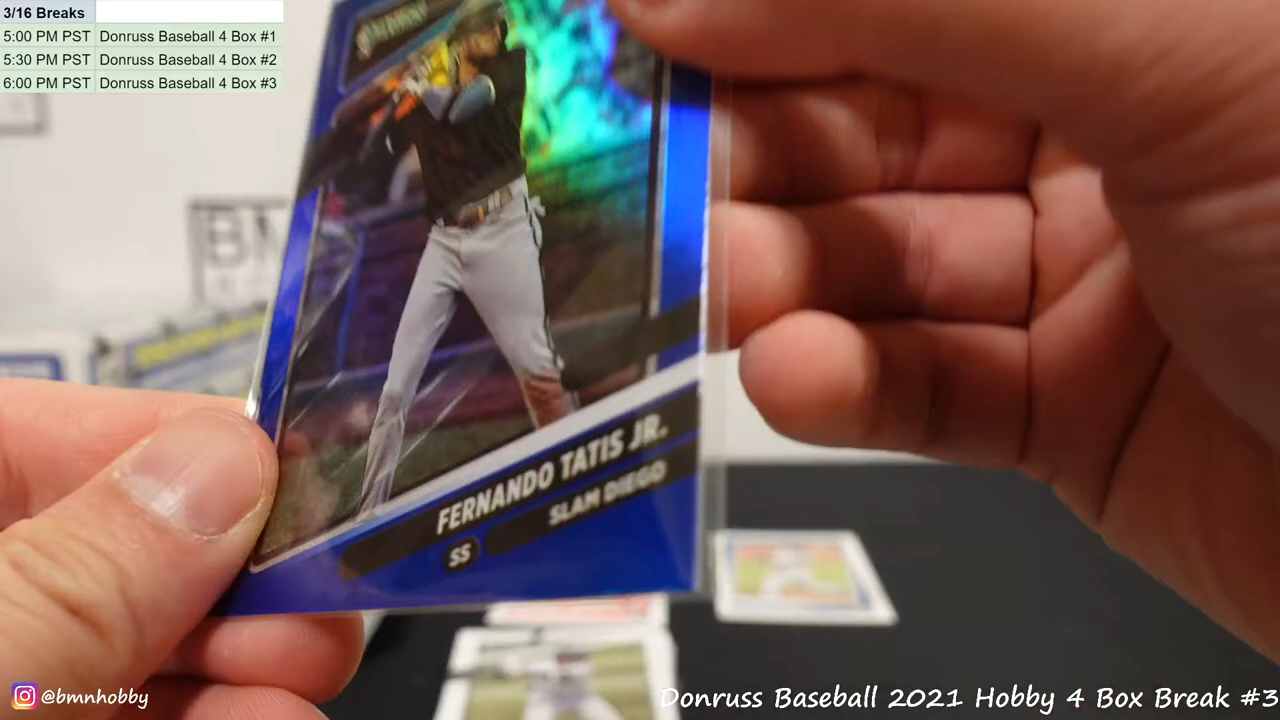 3/16 Breaks
5:00 PM PST Donruss Baseball 4 Box #1
5:30 PM PST Donruss Baseball 4 Box #2
6:00 PM PST Donruss Baseball 4 Box #3
FERNANDO TATIS JR.
SLAM DIEGO
SS
@bmnhobby
Donruss Baseball 2021 Hobby 4 Box Break #3